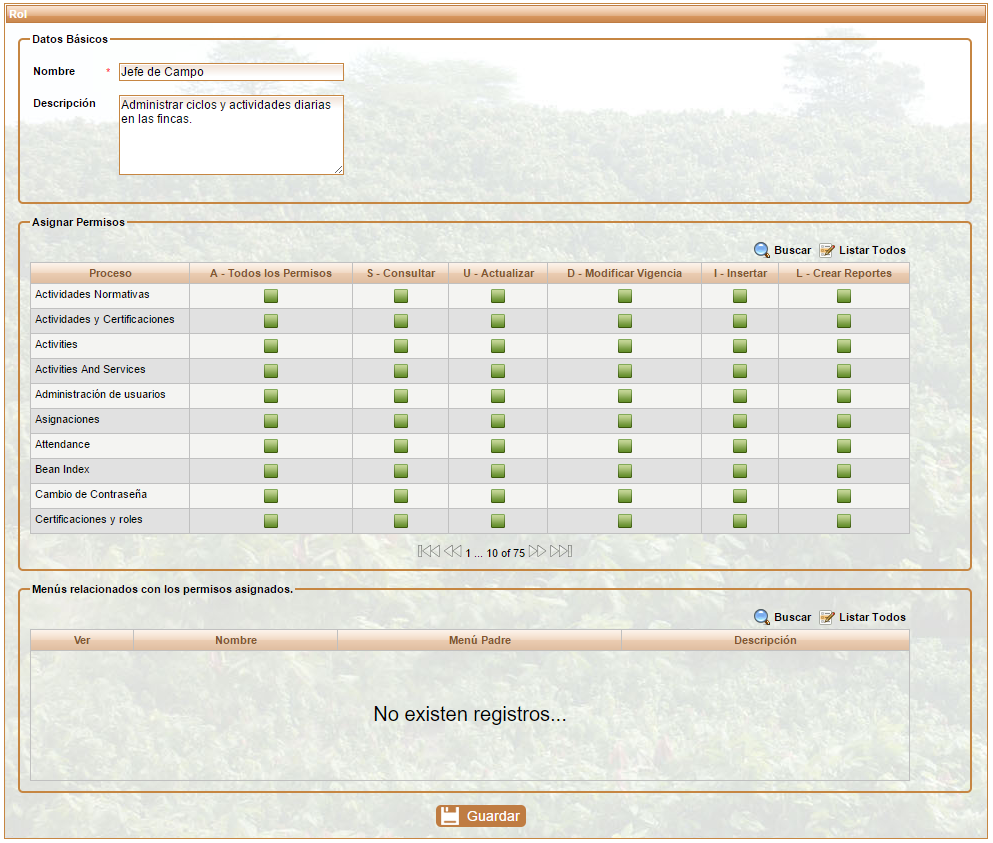 Rol
Datos Básicos
Nombre * Jefe de Campo
Descripción Administrar ciclos y actividades diarias
en las fincas.
Asignar Permisos
Buscar Listar Todos
Proceso A - Todos los Permisos S - Consultar U - Actualizar D - Modificar Vigencia I - Insertar L - Crear Reportes
Actividades Normativas
Actividades y Certificaciones
Activities
Activities And Services
Administración de usuarios
Asignaciones
Attendance
Bean Index
Cambio de Contraseña
Certificaciones y roles
1 ... 10 of 75
Menús relacionados con los permisos asignados.
Buscar Listar Todos
Ver Nombre Menú Padre Descripción
No existen registros...
Guardar